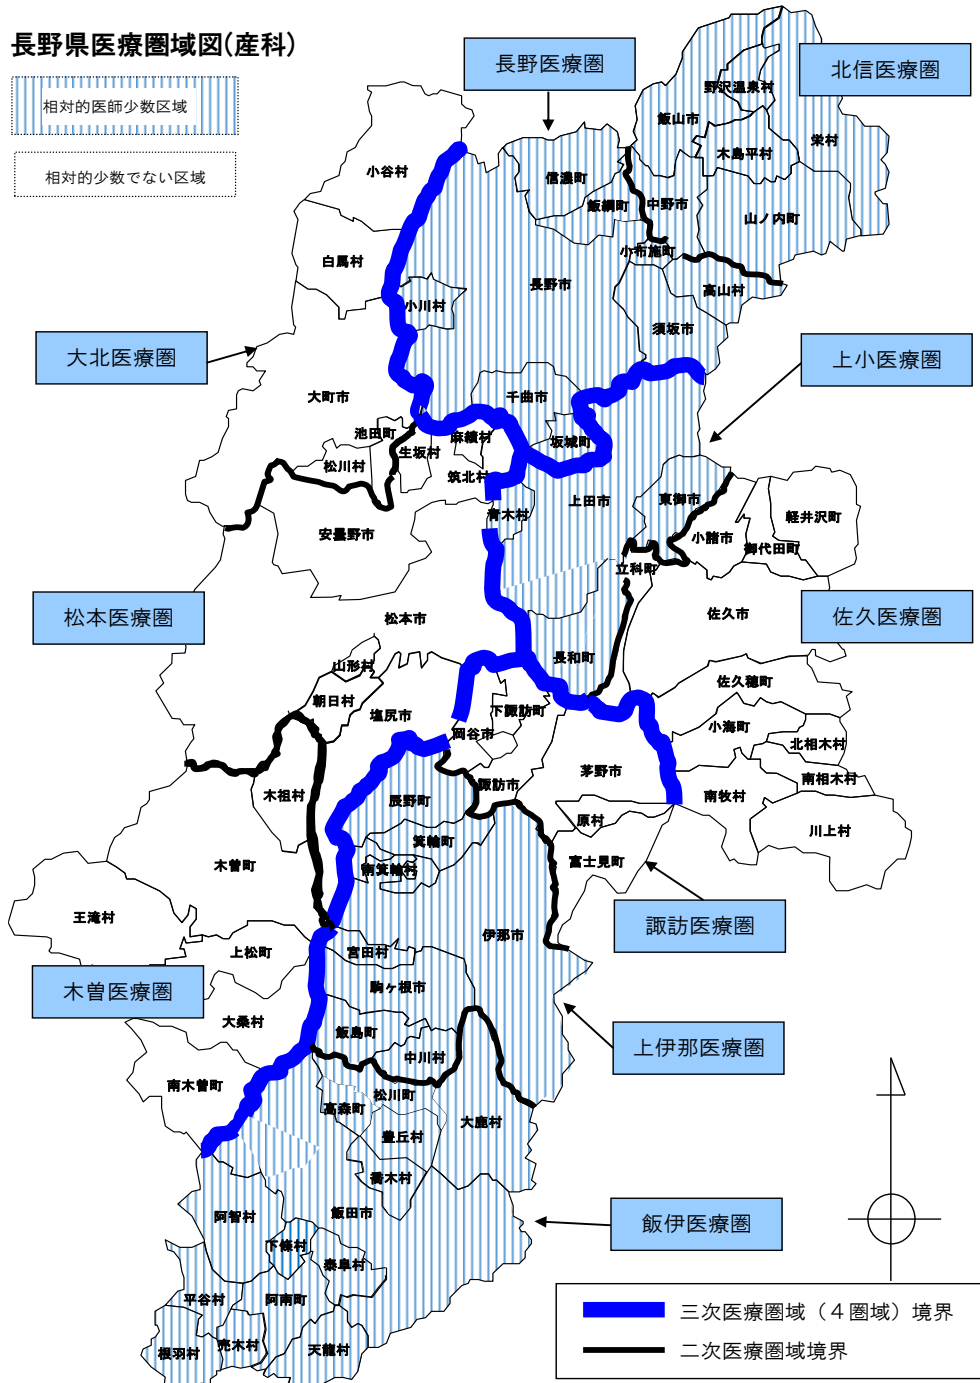 長野県医療圏域図(産科)
相対的医師少数区域
相対的少数でない区域
長野医療圏
北信医療圏
野沢温泉村
飯山市
栄村
木島平村
小谷村
信濃町
飯綱町
中野市
山ノ内町
小布施町
白馬村
長野市
高山村
小川村
須坂市
大北医療圏
上小医療圏
大町市
千曲市
池田町
麻績村
坂城町
生坂村
松川村
筑北村
上田市
東御市
青木村
軽井沢町
安曇野市
小諸市
御代田町
立科町
松本医療圏
松本市
佐久市
佐久医療圏
長和町
山形村
佐久穂町
朝日村
下諏訪町
塩尻市
小海町
岡谷市
北相木村
茅野市
南相木村
諏訪市
木祖村
南牧村
辰野町
原村
川上村
箕輪町
富士見町
木曽町
南箕輪村
王滝村
諏訪医療圏
伊那市
上松町
宮田村
木曽医療圏
駒ヶ根市
大桑村
飯島町
上伊那医療圏
中川村
南木曽町
松川町
高森町
大鹿村
豊丘村
喬木村
阿智村
飯田市
飯伊医療圏
下條村
泰阜村
平谷村
阿南町
売木村
根羽村
天龍村
三次医療圏域（４圏域）境界
二次医療圏域境界